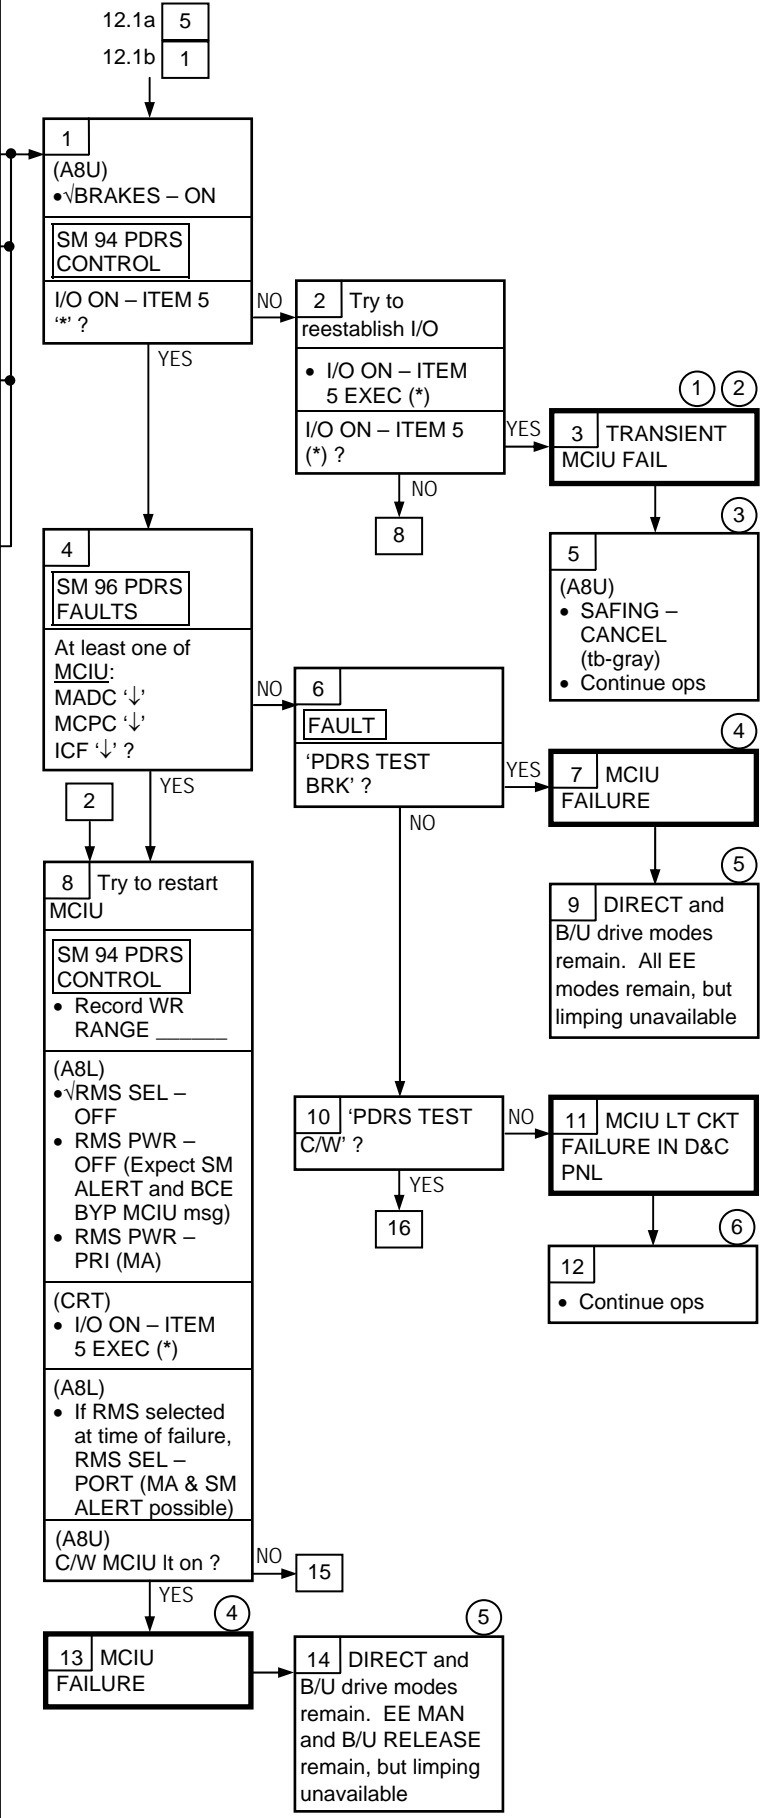 12.1a 5
12.1b 1
1
(A8U)
•√BRAKES – ON
SM 94 PDRS
CONTROL
I/O ON – ITEM 5
‘*’ ?
NO
YES
2 Try to
reestablish I/O
• I/O ON – ITEM
5 EXEC (*)
I/O ON – ITEM 5
(*) ?
YES
NO
8
1 2
3 TRANSIENT
MCIU FAIL
3
5
(A8U)
• SAFING –
CANCEL
(tb-gray)
• Continue ops
4
SM 96 PDRS
FAULTS
At least one of
MCIU:
MADC ‘↓’
MCPC ‘↓’
ICF ‘↓’ ?
NO
YES
6
FAULT
‘PDRS TEST
BRK’ ?
YES
NO
4
7 MCIU
FAILURE
5
9 DIRECT and
B/U drive modes
remain. All EE
modes remain, but
limping unavailable
2
8 Try to restart
MCIU
SM 94 PDRS
CONTROL
• Record WR
RANGE ______
(A8L)
•√RMS SEL –
OFF
• RMS PWR –
OFF (Expect SM
ALERT and BCE
BYP MCIU msg)
• RMS PWR –
PRI (MA)
(CRT)
• I/O ON – ITEM
5 EXEC (*)
(A8L)
• If RMS selected
at time of failure,
RMS SEL –
PORT (MA & SM
ALERT possible)
(A8U)
C/W MCIU lt on ?
NO
15
YES
10 ‘PDRS TEST
C/W’ ?
NO
YES
16
11 MCIU LT CKT
FAILURE IN D&C
PNL
6
12
• Continue ops
4
13 MCIU
FAILURE
5
14 DIRECT and
B/U drive modes
remain. EE MAN
and B/U RELEASE
remain, but limping
unavailable